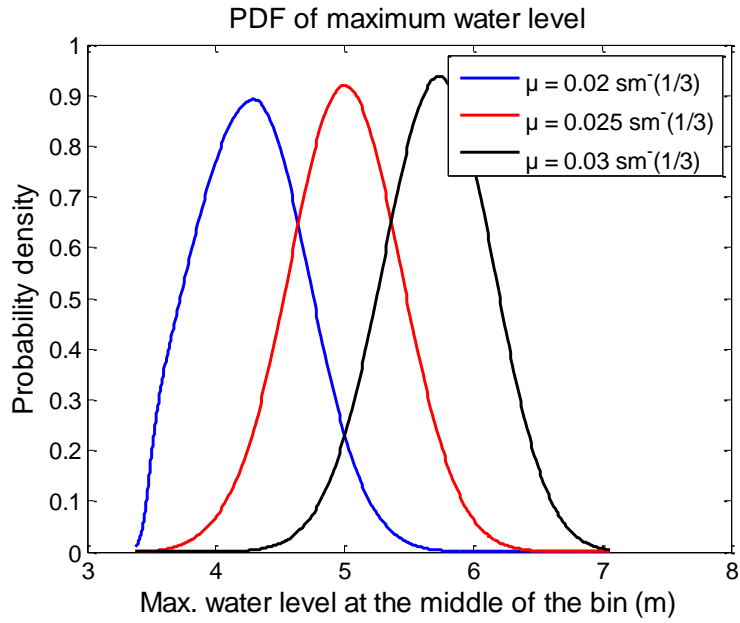 PDF of maximum water level
1
0.9
0.8
0.7
0.6
0.5
0.4
0.3
0.2
0.1
0
Probability density
μ = 0.02 sm⁻(1/3)
μ = 0.025 sm⁻(1/3)
μ = 0.03 sm⁻(1/3)
3 4 5 6 7 8
Max. water level at the middle of the bin (m)